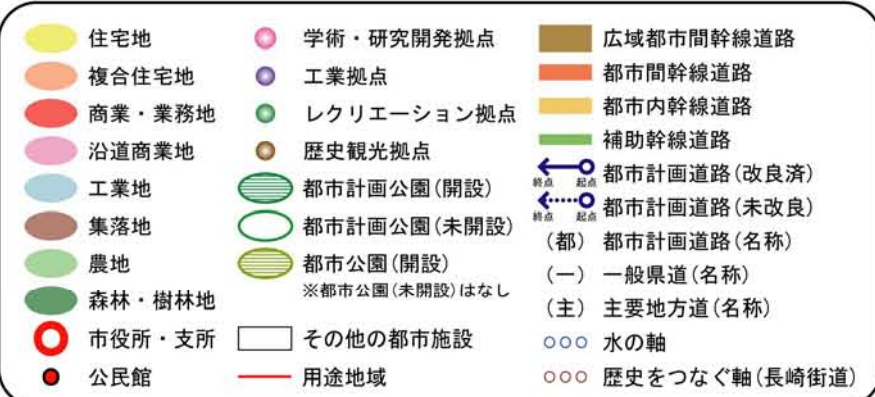 住宅地
複合住宅地
商業・業務地
沿道商業地
工業地
集落地
農地
森林・樹林地
市役所・支所
公民館
学術・研究開発拠点
工業拠点
レクリエーション拠点
歴史観光拠点
都市計画公園(開設)
都市計画公園(未開設)
都市公園(開設)
※都市公園(未開設)はなし
その他の都市施設
用途地域
広域都市間幹線道路
都市間幹線道路
都市内幹線道路
補助幹線道路
終点 起点 都市計画道路(改良済)
終点 起点 都市計画道路(未改良)
(都) 都市計画道路(名称)
(一) 一般県道(名称)
(主) 主要地方道(名称)
水の軸
歴史をつなぐ軸(長崎街道)